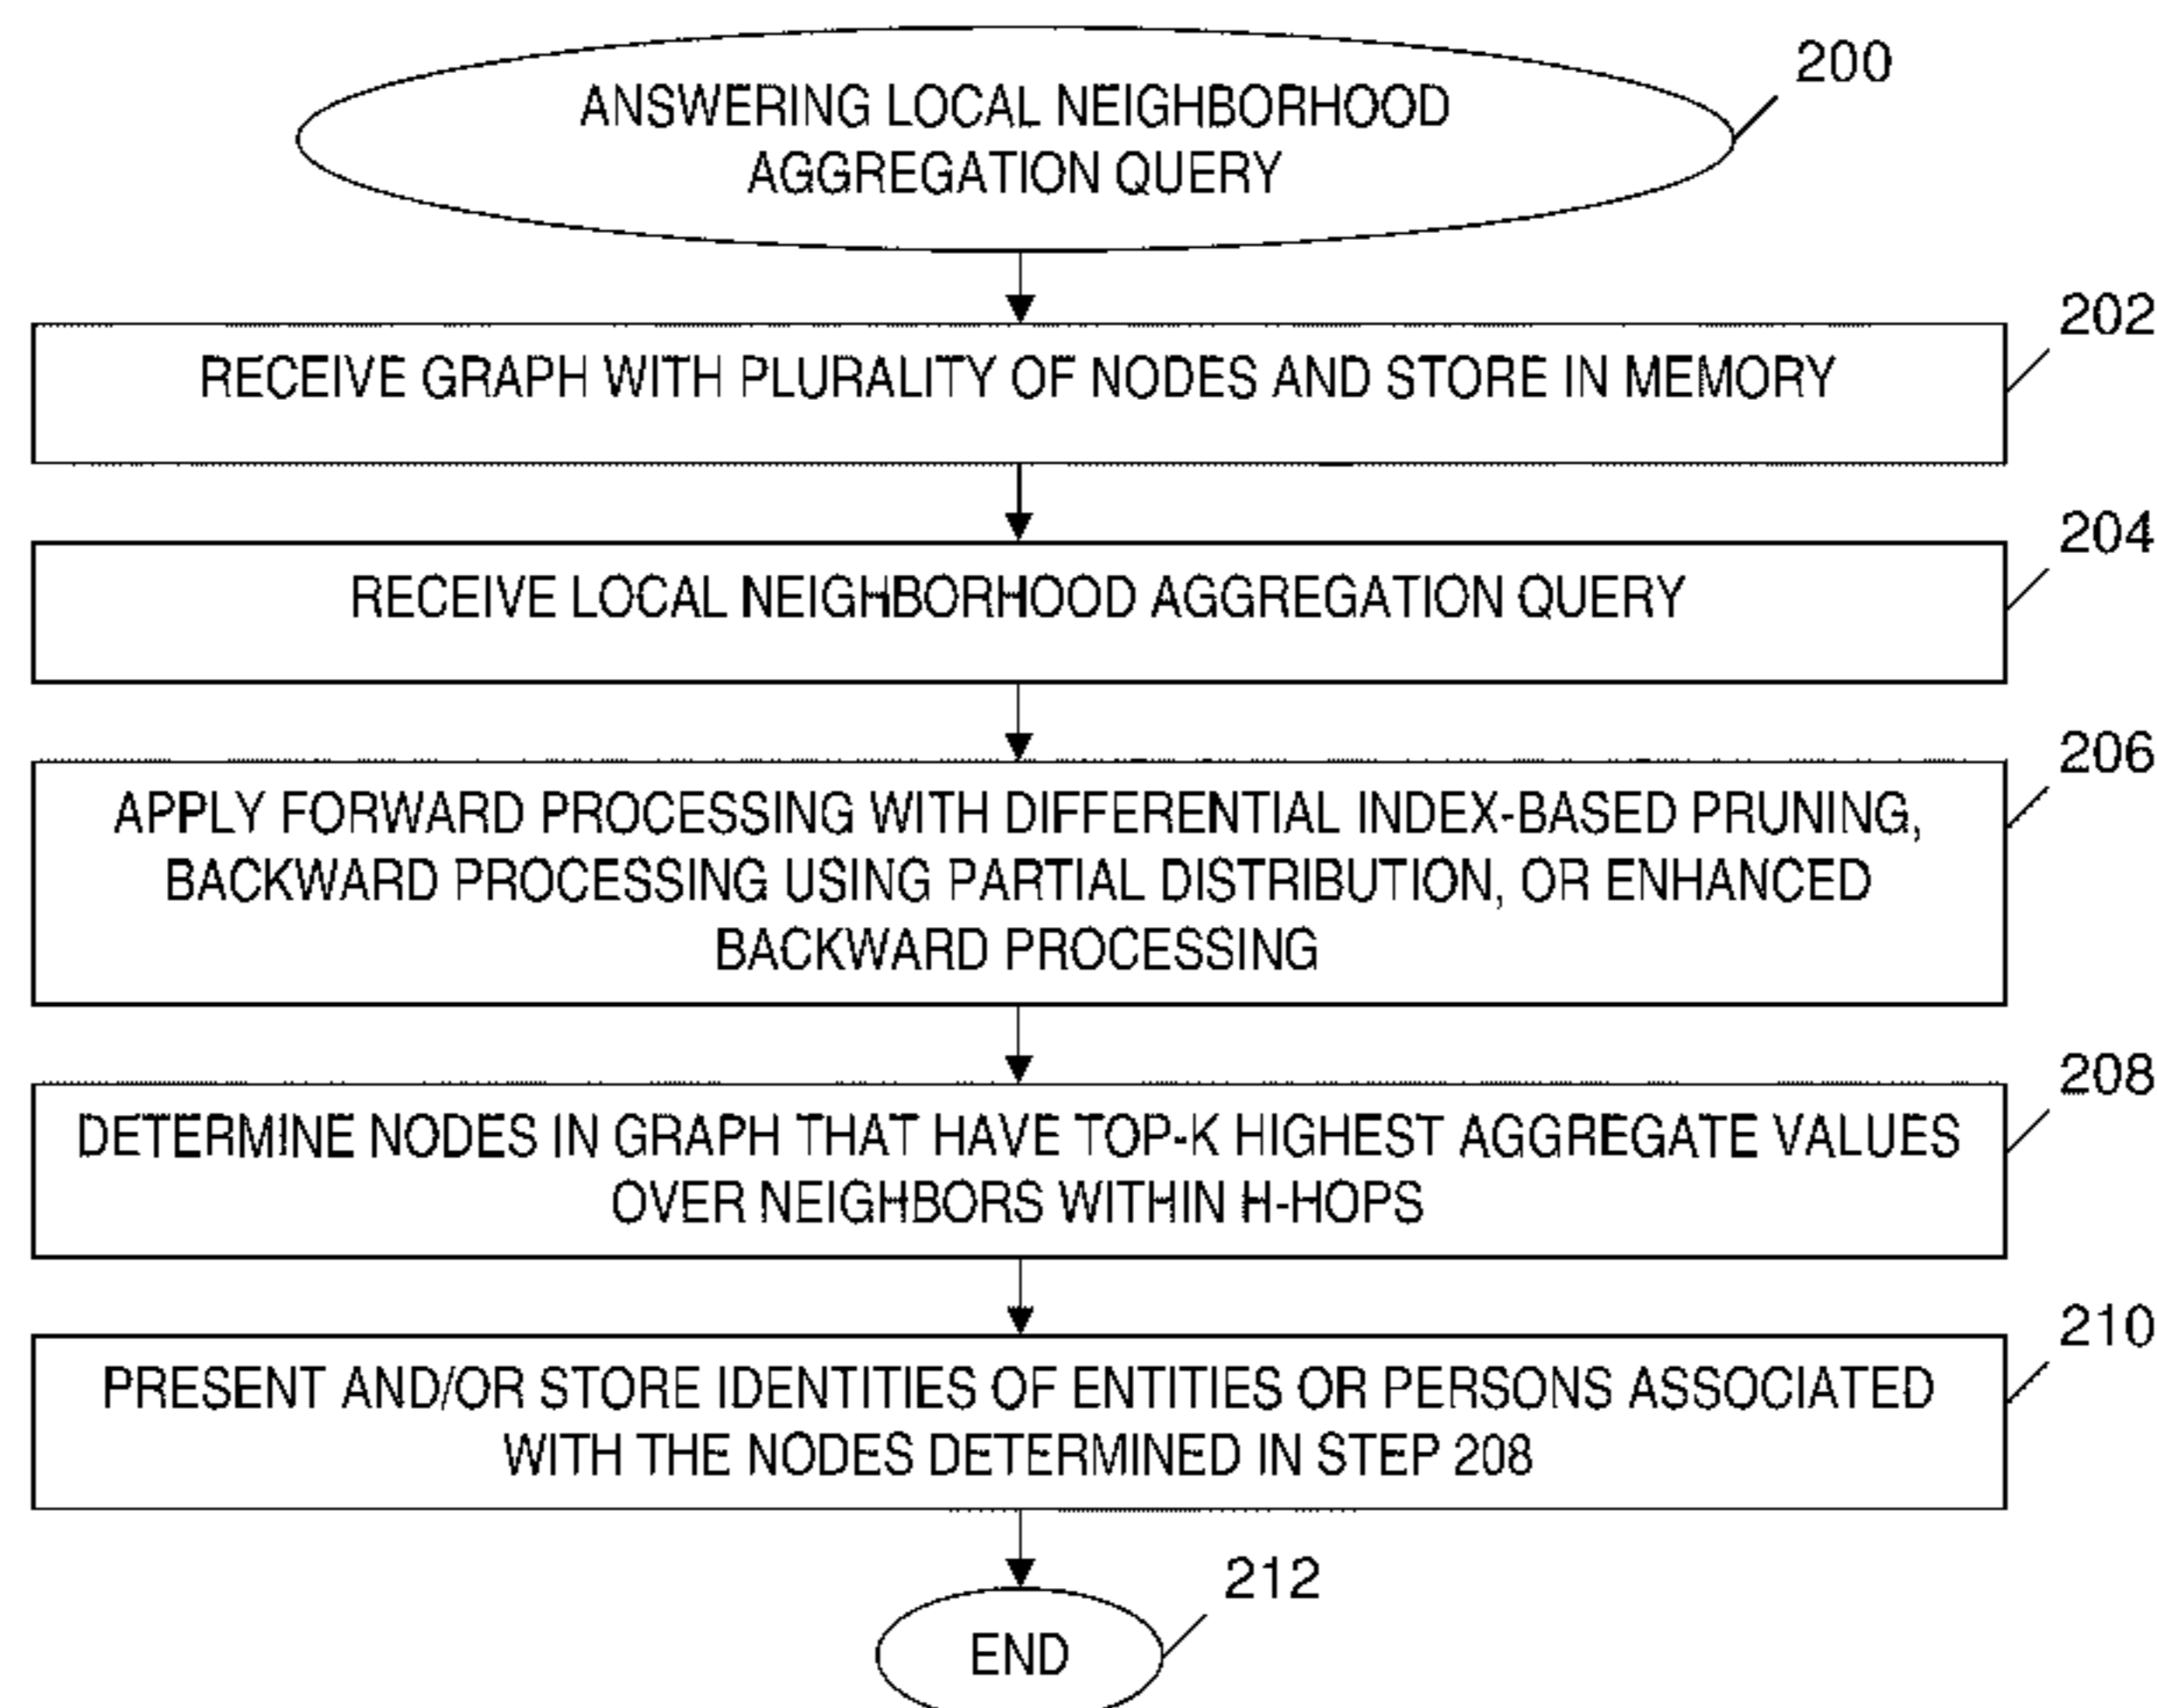 200
ANSWERING LOCAL NEIGHBORHOOD
AGGREGATION QUERY
202
RECEIVE GRAPH WITH PLURALITY OF NODES AND STORE IN MEMORY
204
RECEIVE LOCAL NEIGHBORHOOD AGGREGATION QUERY
206
APPLY FORWARD PROCESSING WITH DIFFERENTIAL INDEX-BASED PRUNING,
BACKWARD PROCESSING USING PARTIAL DISTRIBUTION, OR ENHANCED
BACKWARD PROCESSING
208
DETERMINE NODES IN GRAPH THAT HAVE TOP-K HIGHEST AGGREGATE VALUES
OVER NEIGHBORS WITHIN H-HOPS
210
PRESENT AND/OR STORE IDENTITIES OF ENTITIES OR PERSONS ASSOCIATED
WITH THE NODES DETERMINED IN STEP 208
212
END